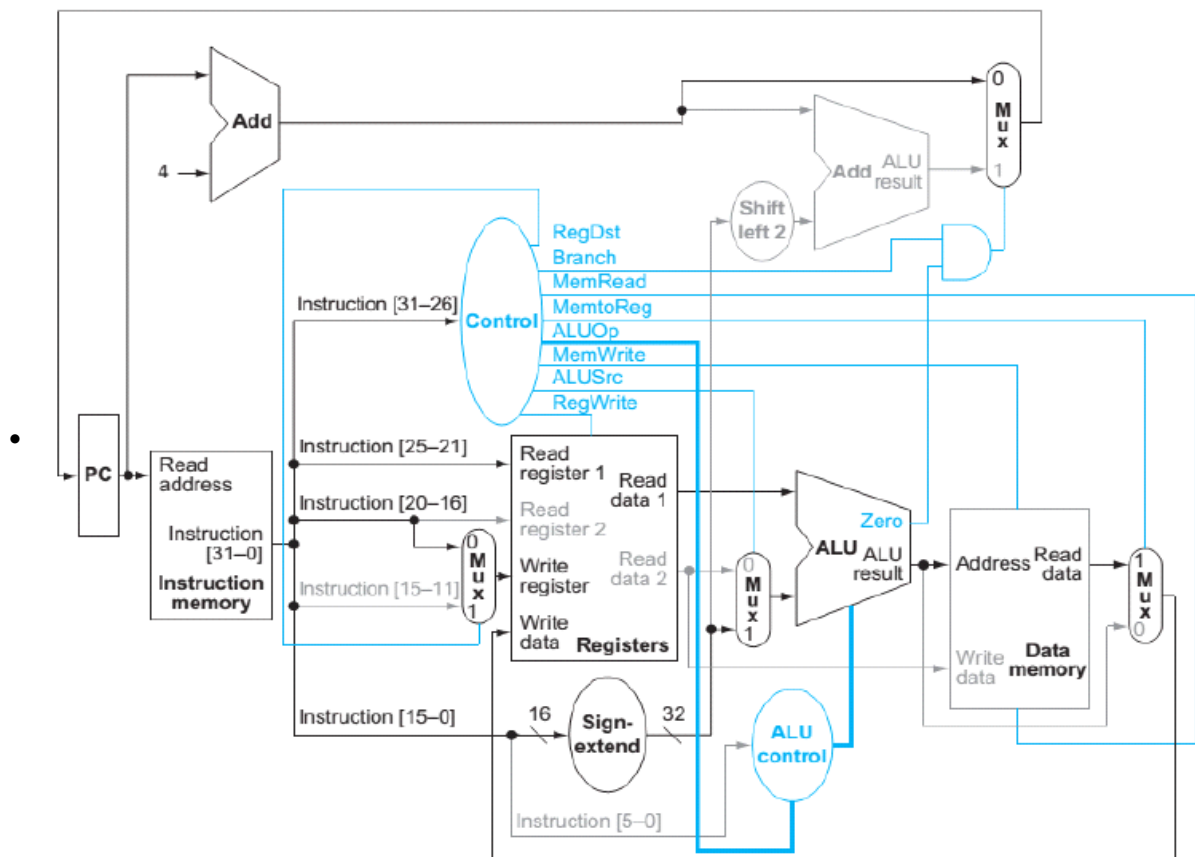 0
M
u
x
1
Add
4
Add
ALU
result
Shift
left 2
RegDst
Branch
MemRead
MemtoReg
ALUOp
MemWrite
ALUSrc
RegWrite
Instruction [31–26]
Control
PC
Read
address
Instruction
[31–0]
Instruction
memory
Instruction [25–21]
Instruction [20–16]
Instruction [15–11]
0
M
u
x
1
Read
register 1
Read
register 2
Write
register
Write
data
Read
data 1
Read
data 2
Registers
0
M
u
x
1
Zero
ALU
ALU
result
Address
Read
data
Write
data
Data
memory
1
M
u
x
0
Instruction [15–0]
16
Sign-
extend
32
ALU
control
Instruction [5–0]